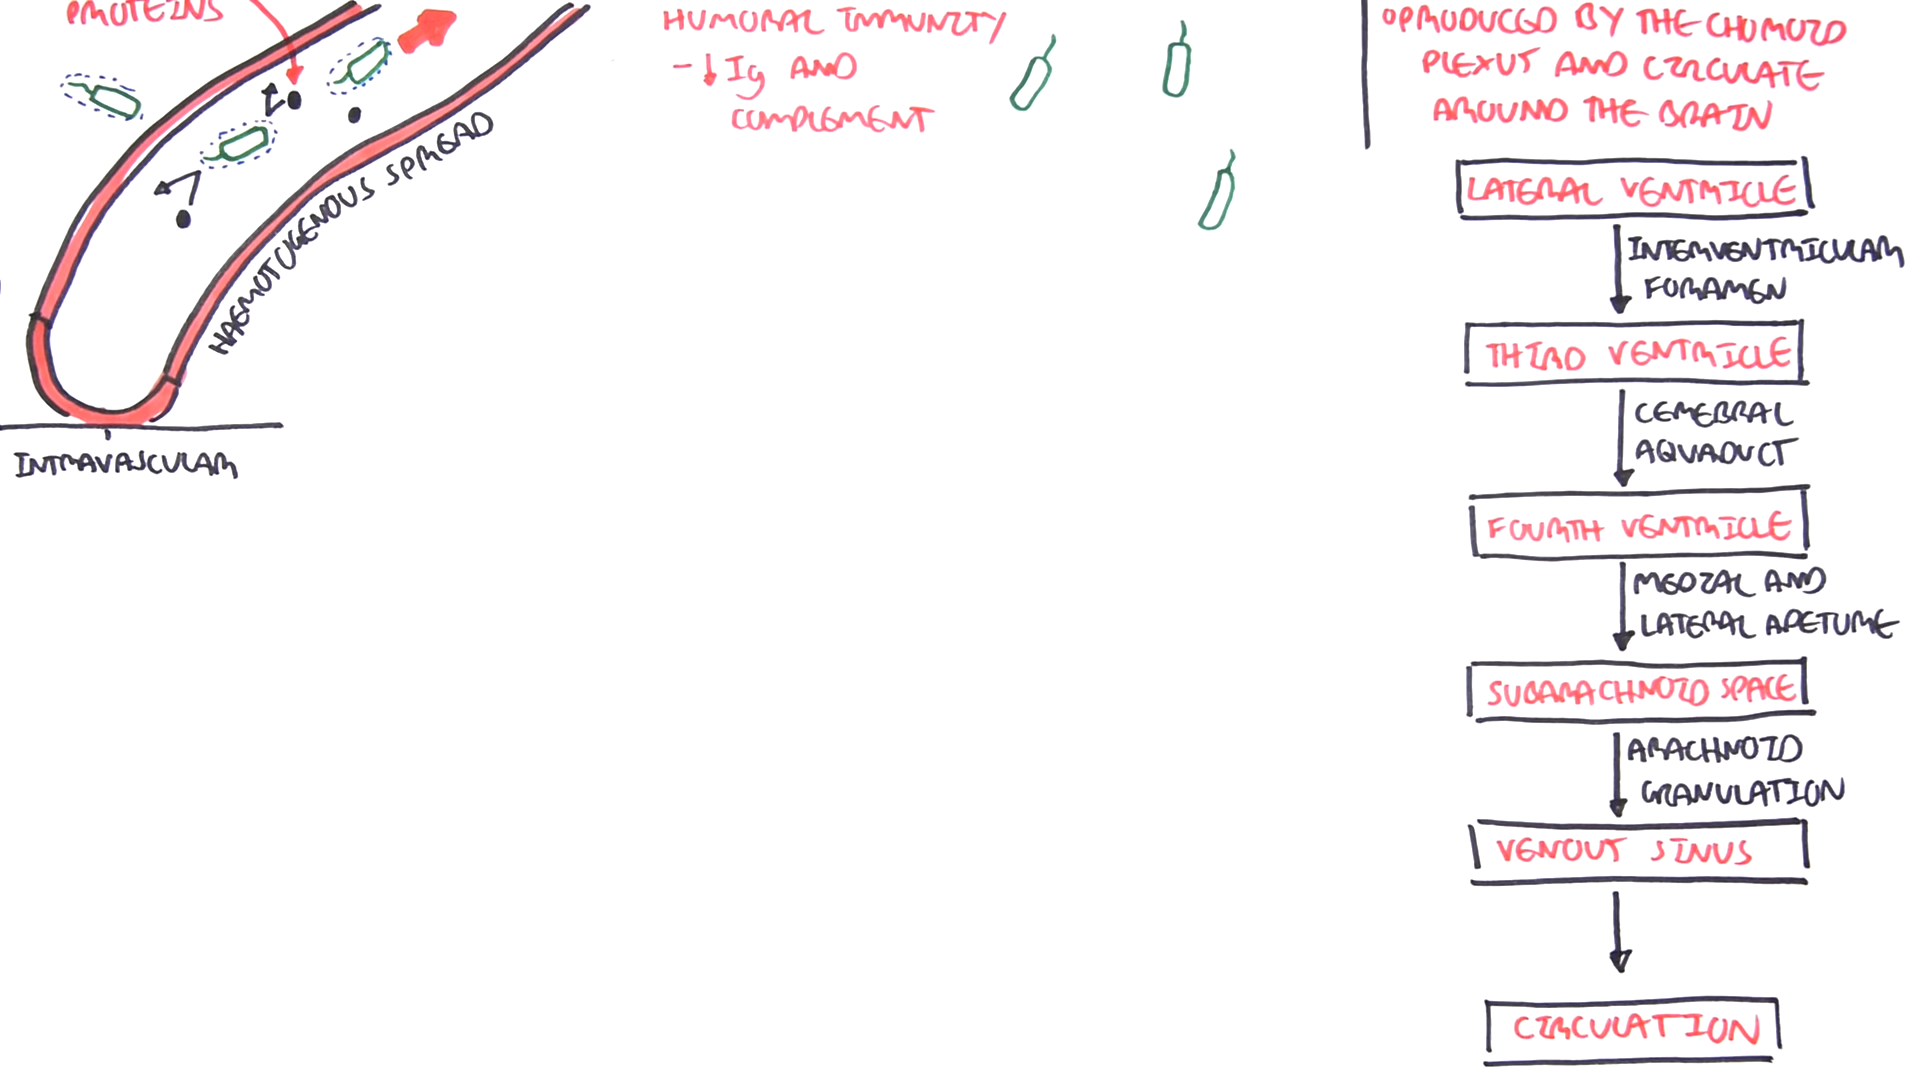 PROTEINS
HAEMOTOGENOUS SPREAD
INTRAVASCULAR
HUMORAL IMMUNITY
- ↓ Ig AND
COMPLEMENT
PRODUCED BY THE CHOROID
PLEXUS AND CIRCULATE
AROUND THE BRAIN
LATERAL VENTRICLE
INTERVENTRICULAR
FORAMEN
THIRD VENTRICLE
CEREBRAL
AQUADUCT
FOURTH VENTRICLE
MEDIAL AND
LATERAL APETURE
SUBARACHNOID SPACE
ARACHNOID
GRANULATION
VENOUS SINUS
CIRCULATION